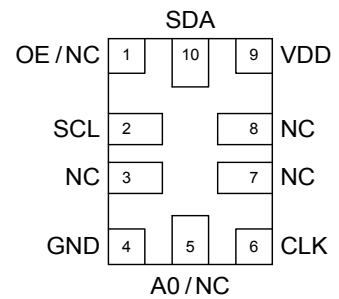 SDA
OE/NC 1 10 9 VDD
SCL 2 8 NC
NC 3 7 NC
GND 4 5 6 CLK
A0/NC